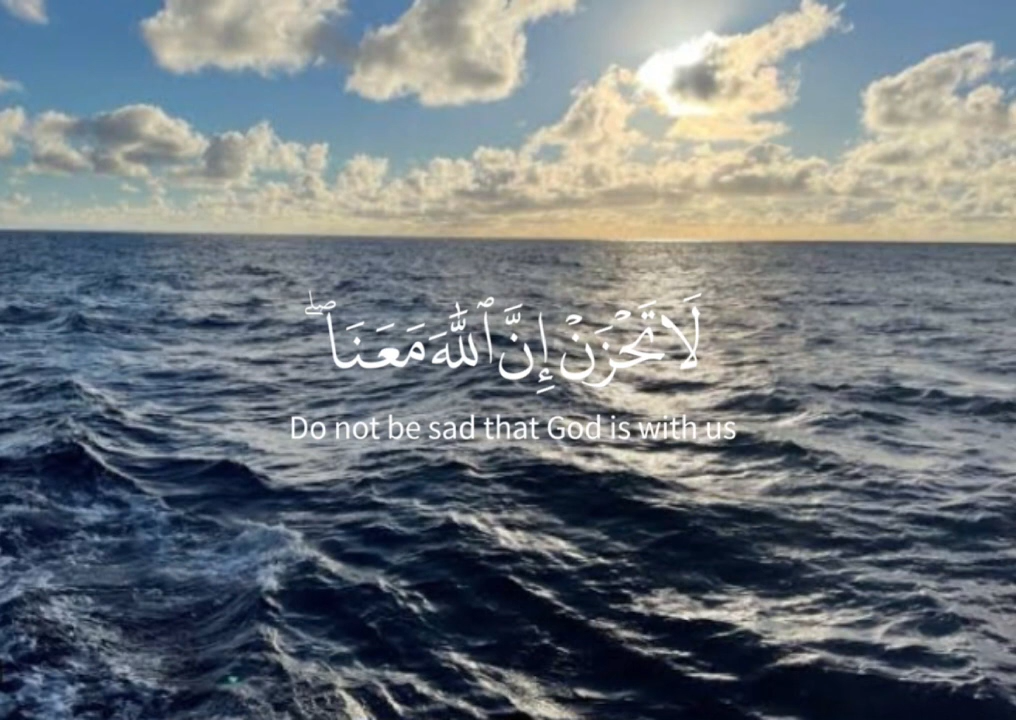 لَا تَحْزَنْ إِنَّ ٱللَّهَ مَعَنَا ۖ
Do not be sad that God is with us